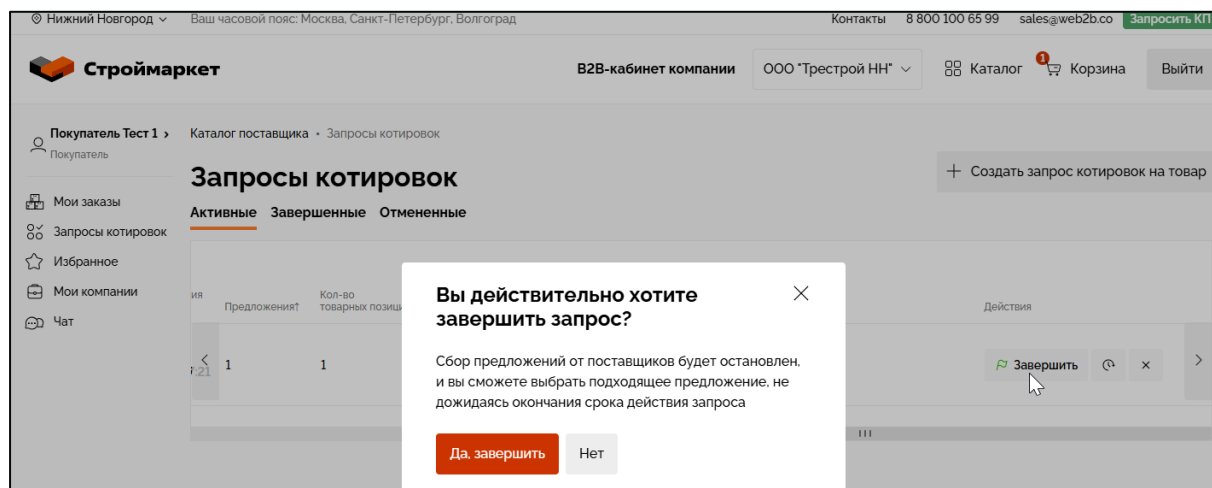 Нижний Новгород Ваш часовой пояс: Москва, Санкт-Петербург, Волгоград Контакты 8 800 100 65 99 sales@web2b.co Запросить КП
Строймаркет B2B-кабинет компании ООО "Трестрой НН" Каталог 1 Корзина Выйти
Покупатель Тест 1 › Каталог поставщика • Запросы котировок
Покупатель
Запросы котировок + Создать запрос котировок на товар
Мои заказы
Активные Завершенные Отмененные
Запросы котировок
Избранное
Мои компании
Чат
ия Предложения↑ Кол-во
товарных позици
Действия
:21 1 1 Завершить
Вы действительно хотите
завершить запрос?
Сбор предложений от поставщиков будет остановлен,
и вы сможете выбрать подходящее предложение, не
дожидаясь окончания срока действия запроса
Да, завершить Нет